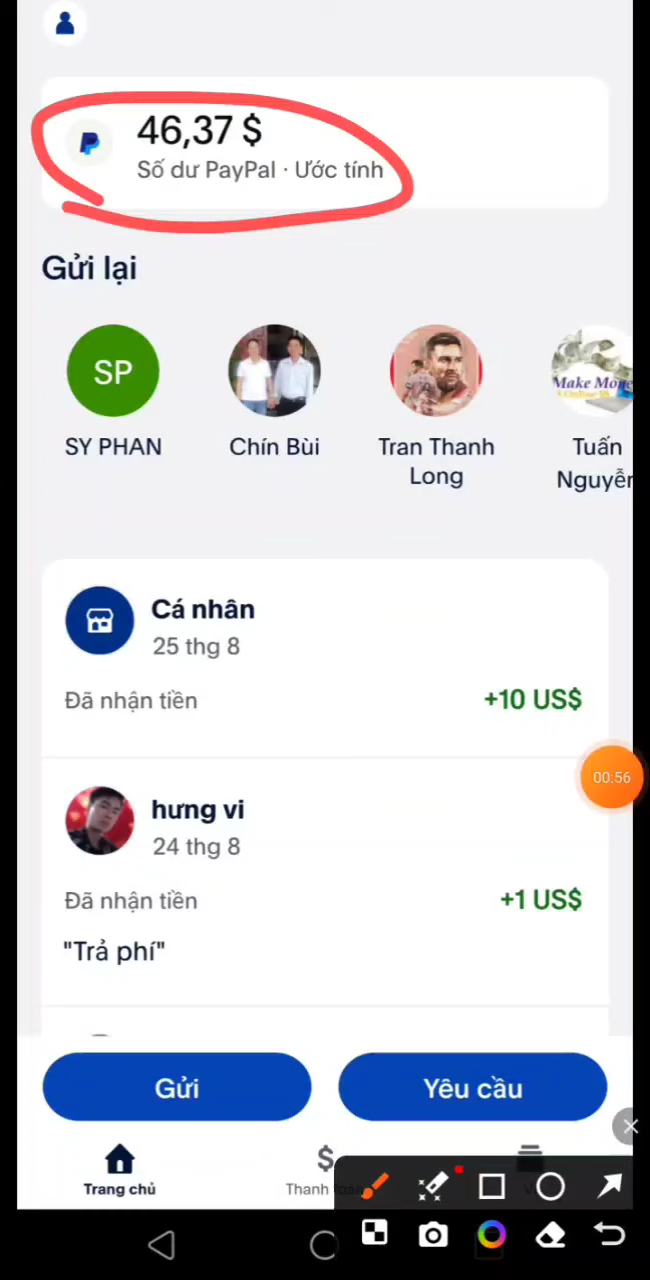 46,37 $
Số dư PayPal · Ước tính
Gửi lại
SP
Make Mone
SY PHAN
Chín Bùi
Tran Thanh
Long
Tuấn
Nguyễn
Cá nhân
25 thg 8
Đã nhận tiền
+10 US$
00:56
hưng vi
24 thg 8
Đã nhận tiền
+1 US$
"Trả phí"
Gửi
Yêu cầu
$
Trang chủ
Thanh toán